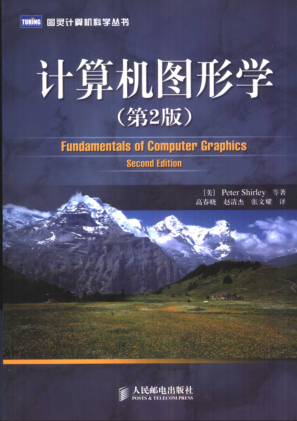 TURING 图灵计算机科学丛书
计算机图形学
(第2版)
Fundamentals of Computer Graphics
Second Edition
[美] Peter Shirley 等著
高春晓 赵清杰 张文耀 译
人民邮电出版社
POSTS & TELECOM PRESS